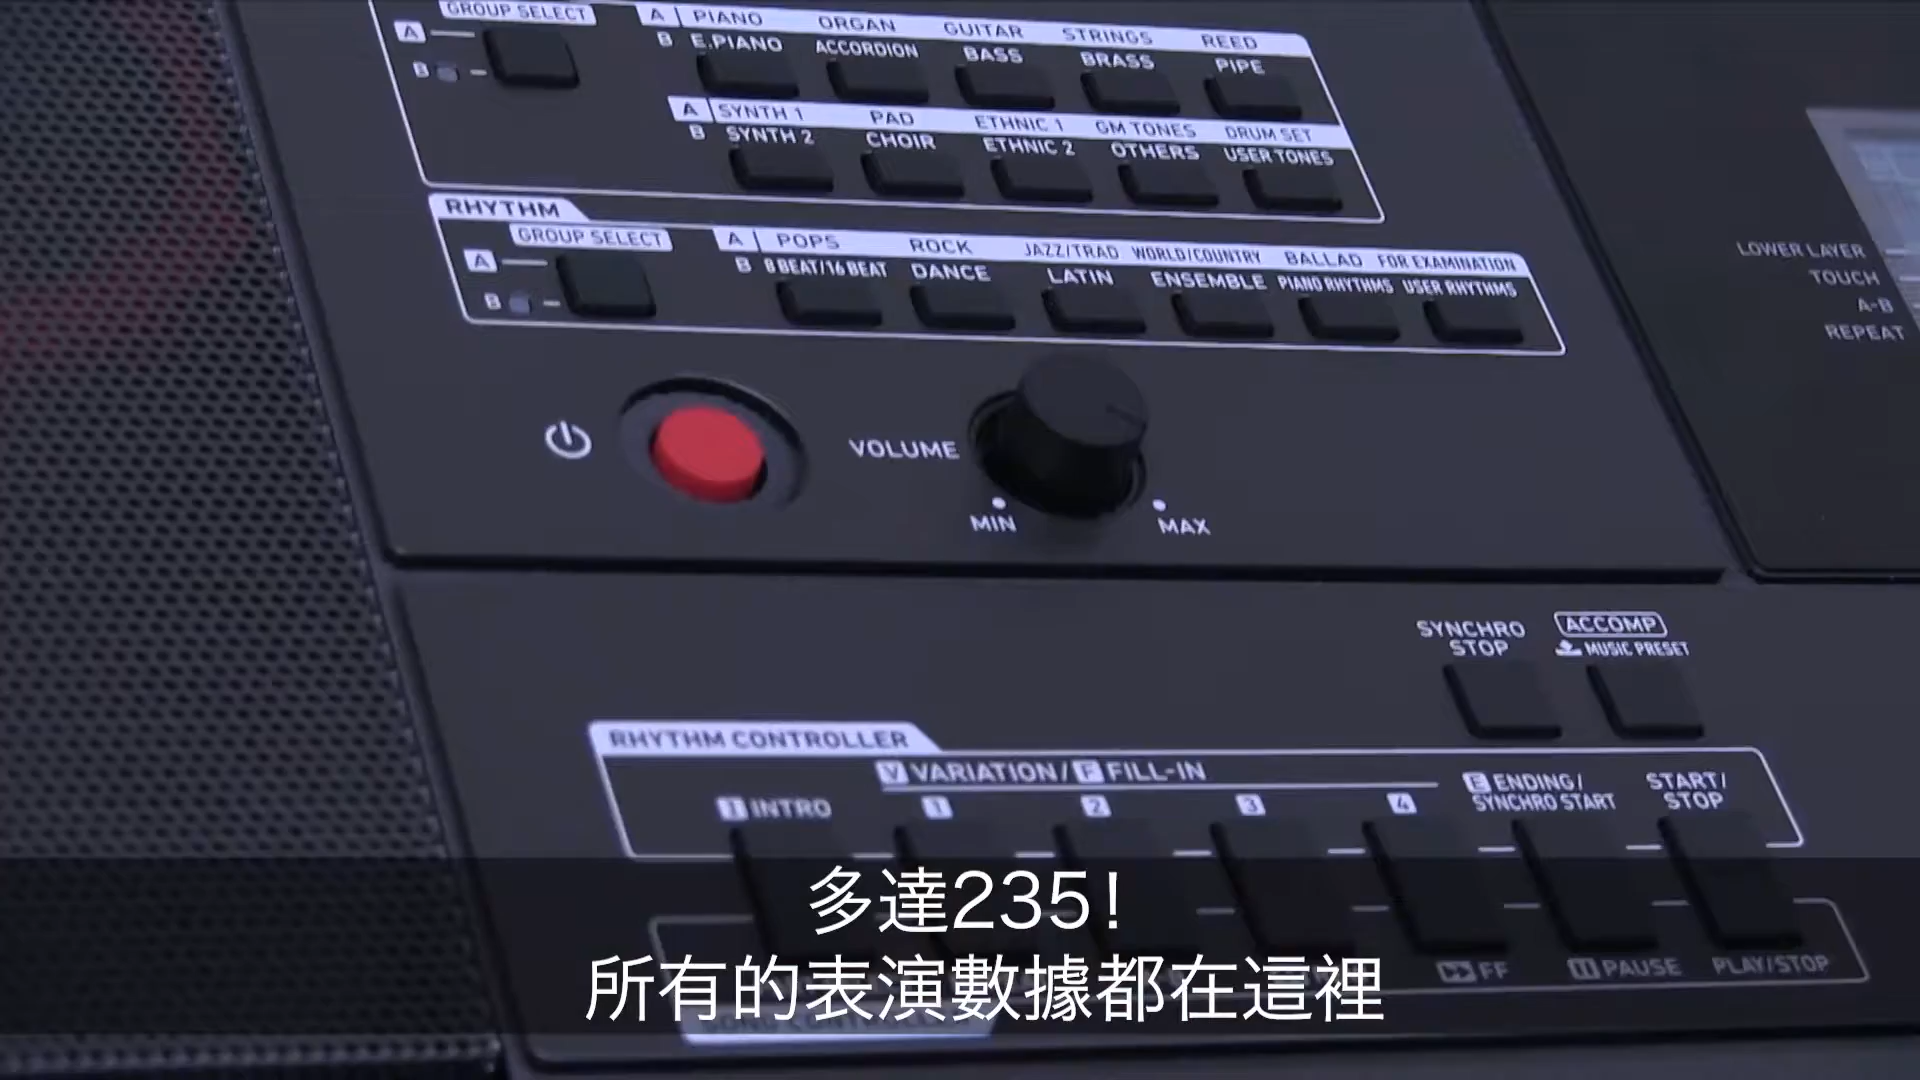 GROUP SELECT
A | PIANO ORGAN GUITAR STRINGS REED
A
B E.PIANO ACCORDION BASS BRASS PIPE
B
A | SYNTH 1 PAD ETHNIC 1 GM TONES DRUM SET
B SYNTH 2 CHOIR ETHNIC 2 OTHERS USER TONES
RHYTHM
GROUP SELECT
A | POPS ROCK JAZZ/TRAD WORLD/COUNTRY BALLAD FOR EXAMINATION
A
B 8 BEAT/16 BEAT DANCE LATIN ENSEMBLE PIANO RHYTHMS USER RHYTHMS
B
LOWER LAYER
TOUCH
A-B
REPEAT
VOLUME
MIN MAX
SYNCHRO
STOP
ACCOMP
MUSIC PRESET
RHYTHM CONTROLLER
V VARIATION/ F FILL-IN
I INTRO 1 2 3 4
E ENDING/
SYNCHRO START
START/
STOP
多達235!
所有的表演數據都在這裡
FF PAUSE PLAY/STOP
SONG CONTROLLER